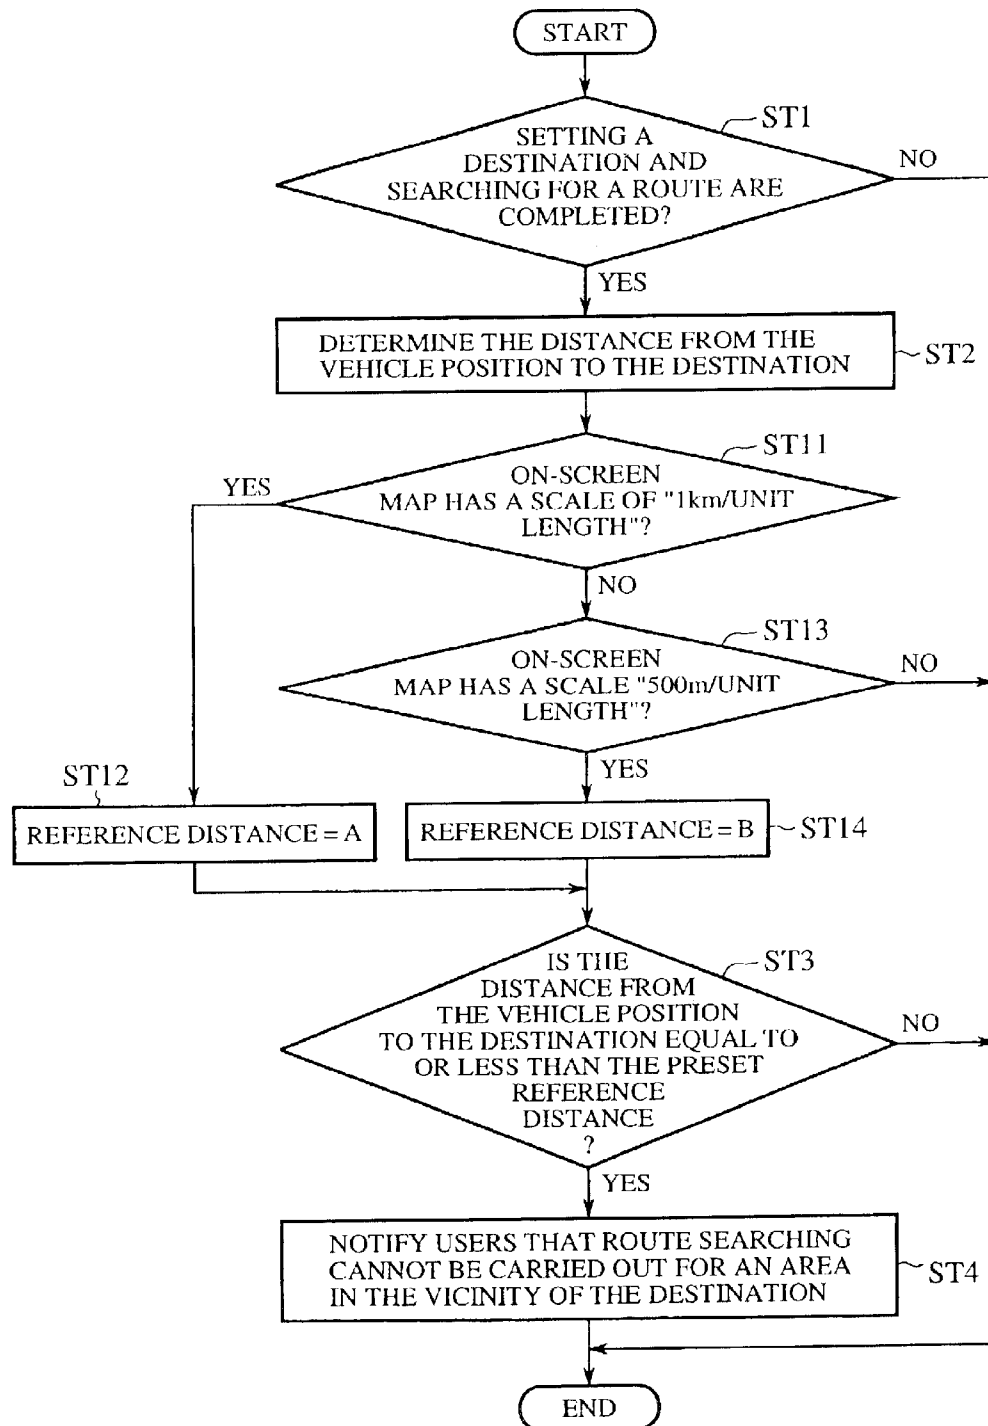 START
ST1
SETTING A
DESTINATION AND
SEARCHING FOR A ROUTE ARE
COMPLETED?
NO
YES
DETERMINE THE DISTANCE FROM THE
VEHICLE POSITION TO THE DESTINATION
ST2
ST11
ON-SCREEN
MAP HAS A SCALE OF "1km/UNIT
LENGTH"?
YES
NO
ST13
ON-SCREEN
MAP HAS A SCALE "500m/UNIT
LENGTH"?
NO
YES
ST12
REFERENCE DISTANCE = A
REFERENCE DISTANCE = B
ST14
ST3
IS THE
DISTANCE FROM
THE VEHICLE POSITION
TO THE DESTINATION EQUAL TO
OR LESS THAN THE PRESET
REFERENCE
DISTANCE
?
NO
YES
NOTIFY USERS THAT ROUTE SEARCHING
CANNOT BE CARRIED OUT FOR AN AREA
IN THE VICINITY OF THE DESTINATION
ST4
END